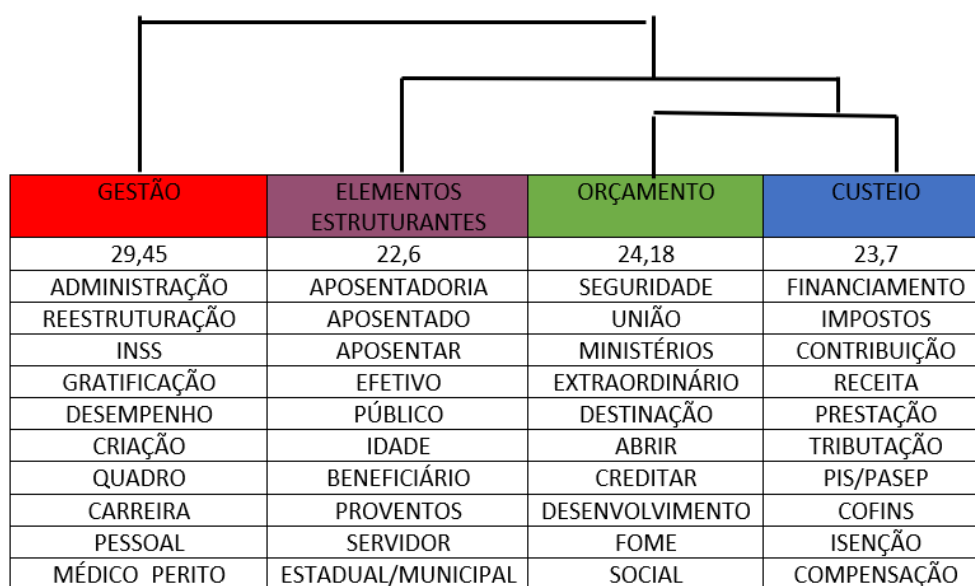 GESTÃO ELEMENTOS ESTRUTURANTES ORÇAMENTO CUSTEIO
29,45 22,6 24,18 23,7
ADMINISTRAÇÃO APOSENTADORIA SEGURIDADE FINANCIAMENTO
REESTRUTURAÇÃO APOSENTADO UNIÃO IMPOSTOS
INSS APOSENTAR MINISTÉRIOS CONTRIBUIÇÃO
GRATIFICAÇÃO EFETIVO EXTRAORDINÁRIO RECEITA
DESEMPENHO PÚBLICO DESTINAÇÃO PRESTAÇÃO
CRIAÇÃO IDADE ABRIR TRIBUTAÇÃO
QUADRO BENEFICIÁRIO CREDITAR PIS/PASEP
CARREIRA PROVENTOS DESENVOLVIMENTO COFINS
PESSOAL SERVIDOR FOME ISENÇÃO
MÉDICO PERITO ESTADUAL/MUNICIPAL SOCIAL COMPENSAÇÃO